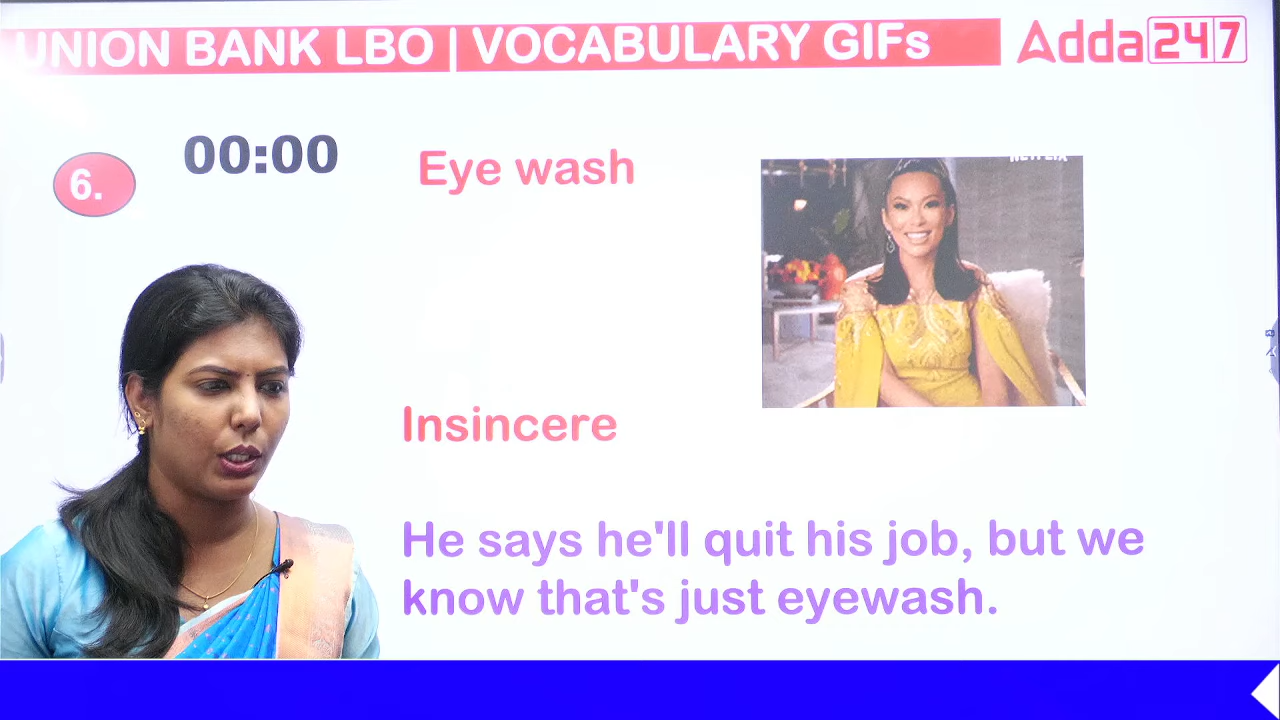 UNION BANK LBO | VOCABULARY GIFs
Adda247
6.
00:00
Eye wash
NETFLIX
Insincere
He says he'll quit his job, but we
know that's just eyewash.